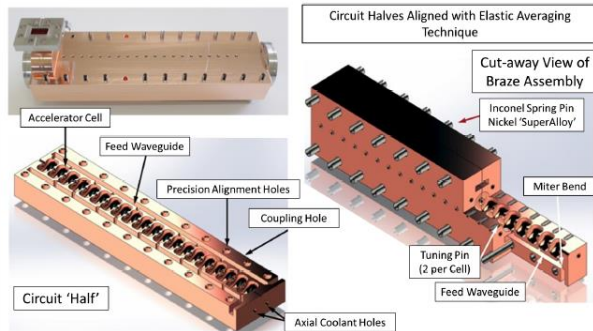 Circuit Halves Aligned with Elastic Averaging
Technique
Cut-away View of
Braze Assembly
Inconel Spring Pin
Nickel ‘SuperAlloy’
Accelerator Cell
Feed Waveguide
Precision Alignment Holes
Coupling Hole
Miter Bend
Tuning Pin
(2 per Cell)
Feed Waveguide
Circuit ‘Half’
Axial Coolant Holes